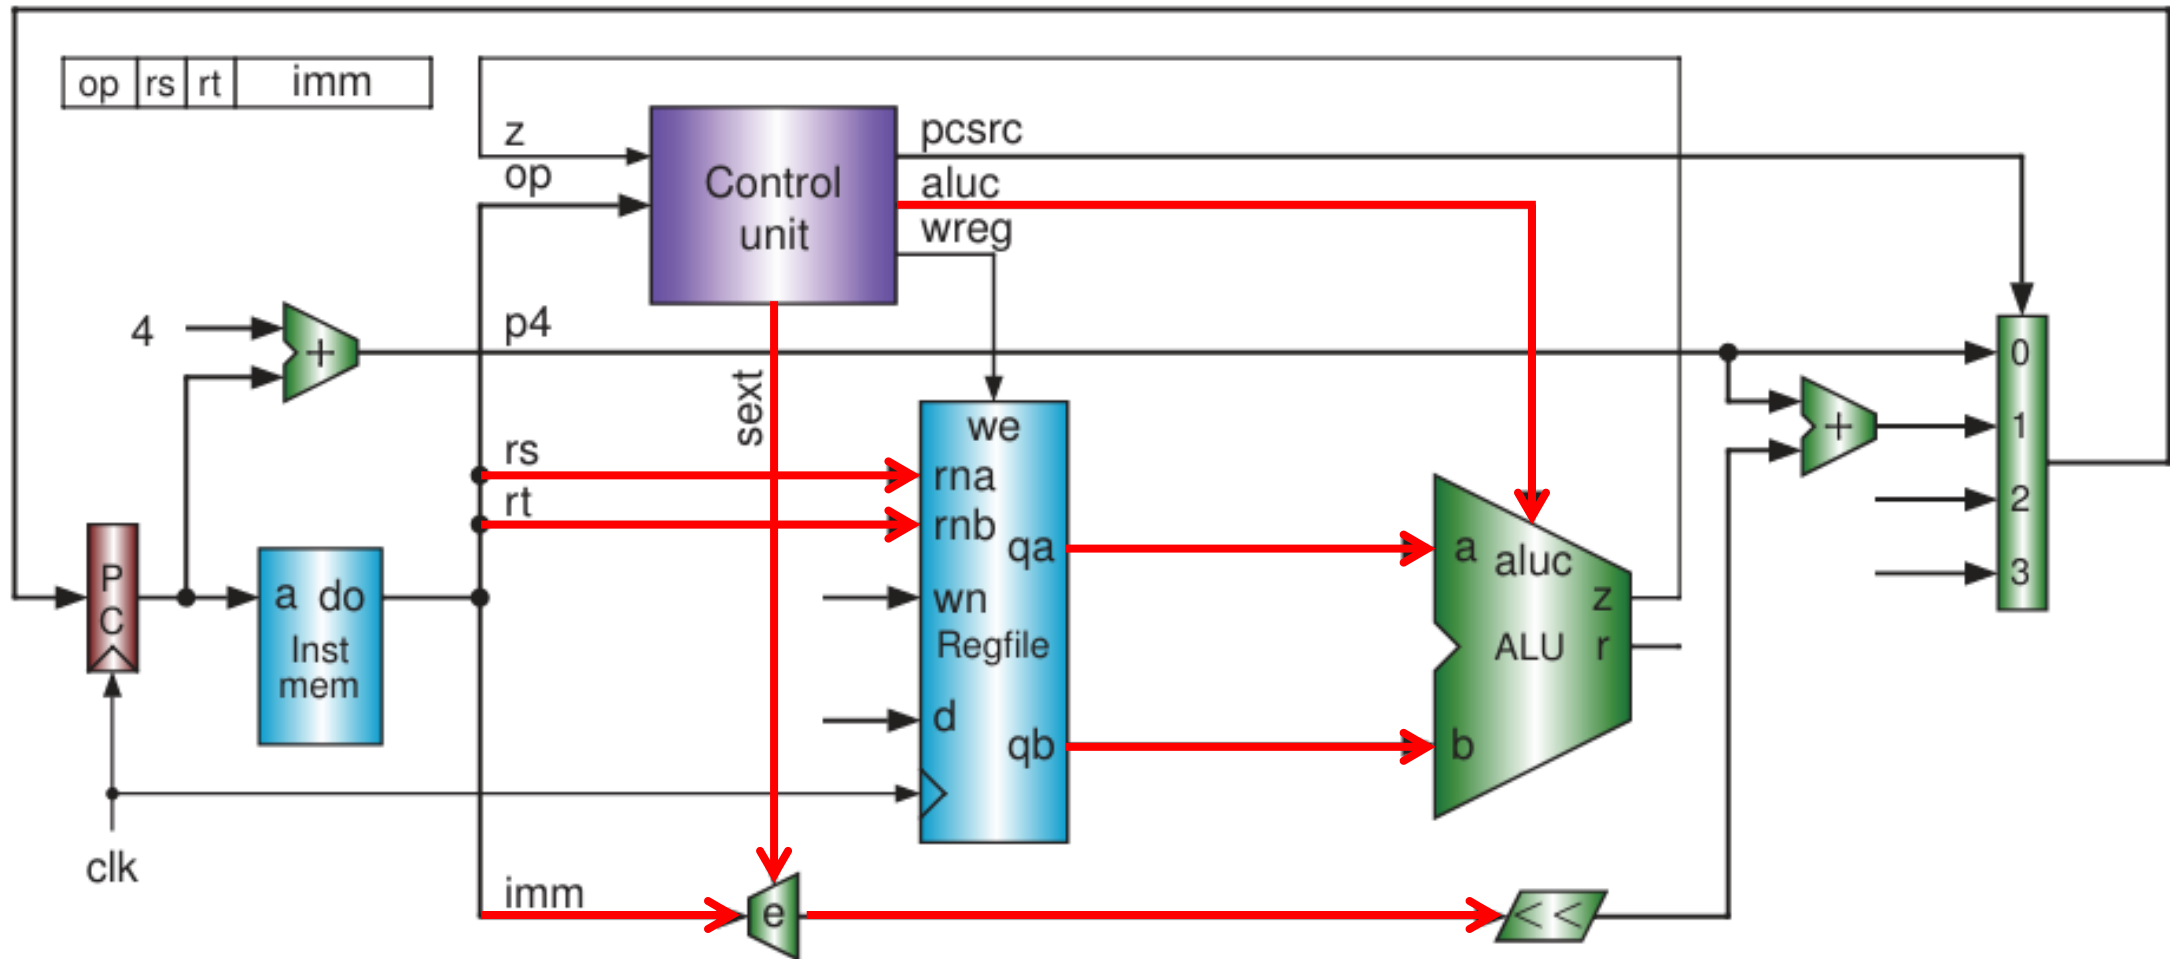 op rs rt imm
z
op
Control
unit
pcsrc
aluc
wreg
4
+
p4
sext
rs
rt
we
rna
rnb
qa
wn
Regfile
d
qb
P
C
a do
Inst
mem
clk
imm
e
<<
a aluc
z
ALU r
b
+
0
1
2
3